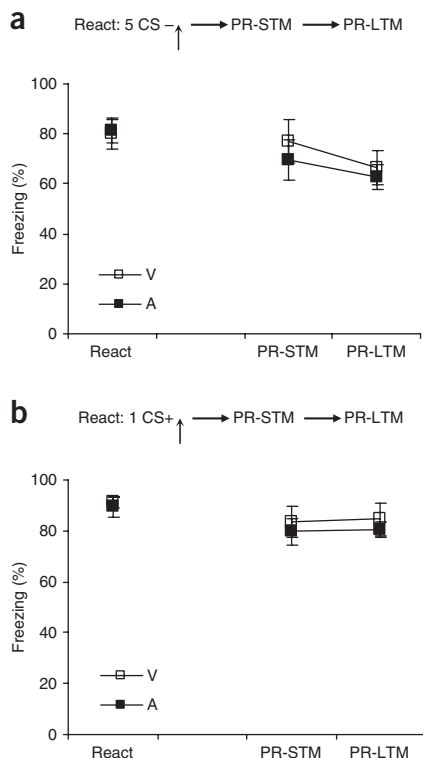 a
React: 5 CS – → PR-STM → PR-LTM
100
80
60
40
20
0
Freezing (%)
V
A
React PR-STM PR-LTM
b
React: 1 CS+ → PR-STM → PR-LTM
100
80
60
40
20
0
Freezing (%)
V
A
React PR-STM PR-LTM